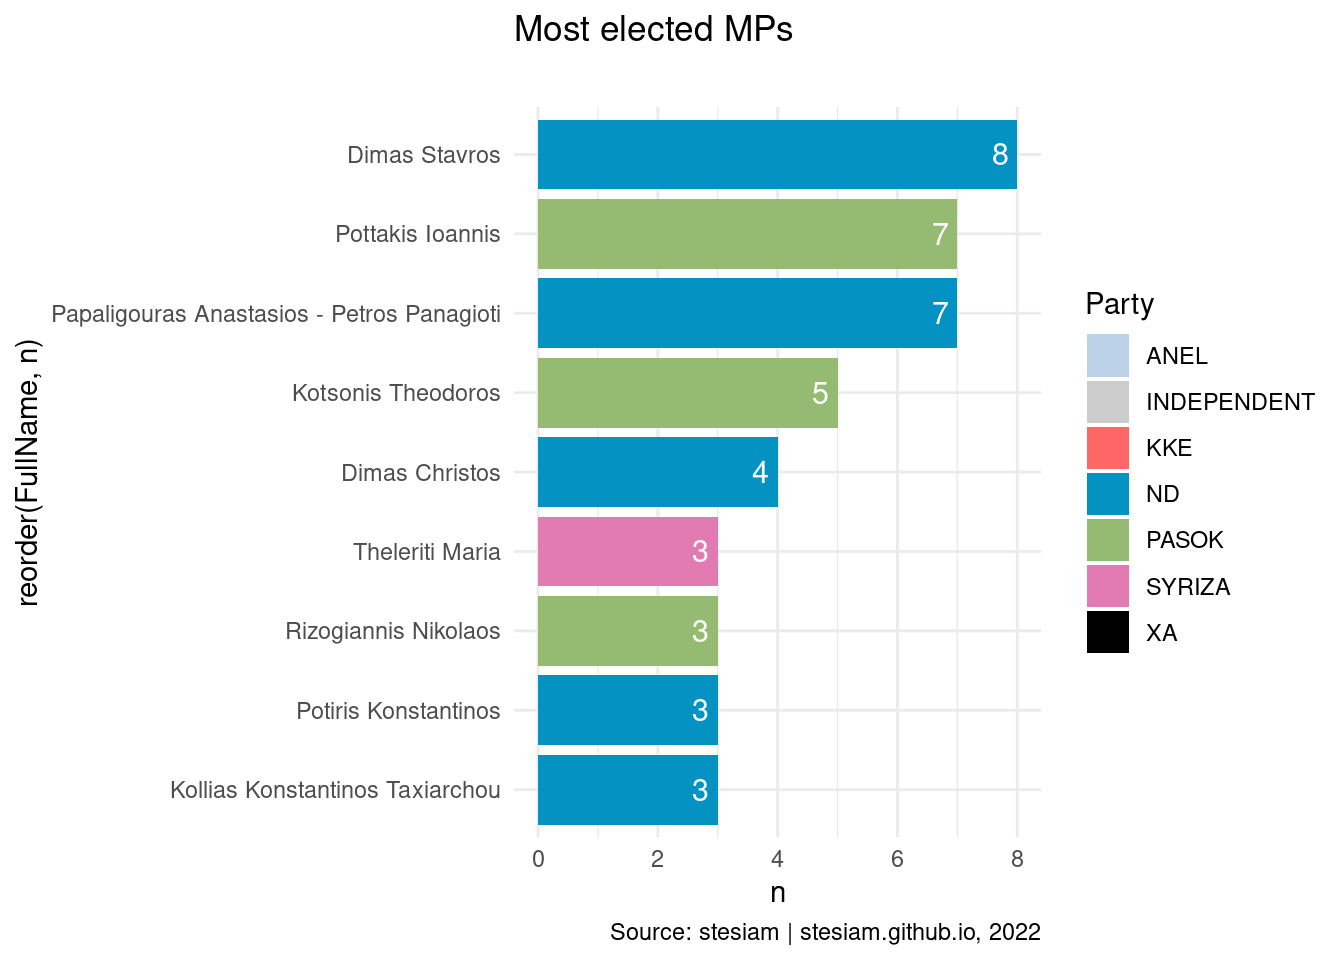 Most elected MPs
reorder(FullName, n)
Dimas Stavros
8
Pottakis Ioannis
7
Papaligouras Anastasios - Petros Panagioti
7
Kotsonis Theodoros
5
Dimas Christos
4
Theleriti Maria
3
Rizogiannis Nikolaos
3
Potiris Konstantinos
3
Kollias Konstantinos Taxiarchou
3
0 2 4 6 8
n
Party
ANEL
INDEPENDENT
KKE
ND
PASOK
SYRIZA
XA
Source: stesiam | stesiam.github.io, 2022